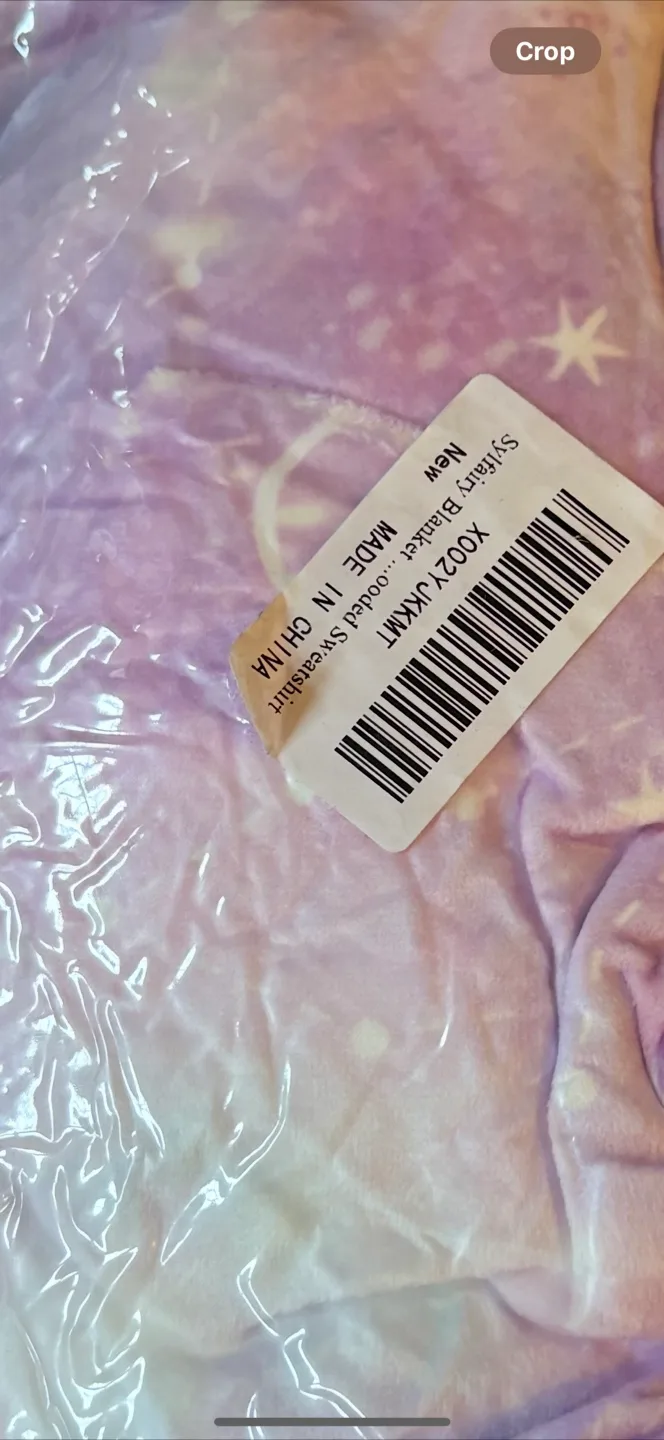 Crop
X002YJKKMT
Sylfairy Blanket ...ooded Sweatshirt
New
MADE IN CHINA